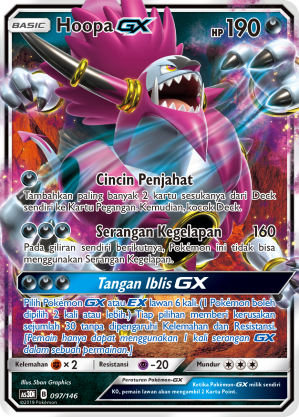 BASIC Hoopa GX HP 190
Cincin Penjahat
Tambahkan paling banyak 2 kartu sesukanya dari Deck
sendiri ke Kartu Pegangan. Kemudian, kocok Deck.
Serangan Kegelapan 160
Pada giliran sendiri berikutnya, Pokémon ini tidak bisa
menggunakan Serangan Kegelapan.
Tangan Iblis GX
Pilih Pokémon GX atau EX lawan 6 kali. (1 Pokémon boleh
dipilih 2 kali atau lebih.) Tiap pilihan memberi kerusakan
sejumlah 30 tanpa dipengaruhi Kelemahan dan Resistansi.
[Pemain hanya dapat menggunakan 1 kali serangan GX
dalam sebuah permainan.]
Kelemahan ×2 Resistansi -20 Mundur
Illus. 5ban Graphics
Peraturan Pokémon-GX
Ketika Pokémon-GX milik sendiri
KO, pemain lawan akan mengambil 2 Kartu Point.
AS3DI D 097/146
©2019 Pokémon